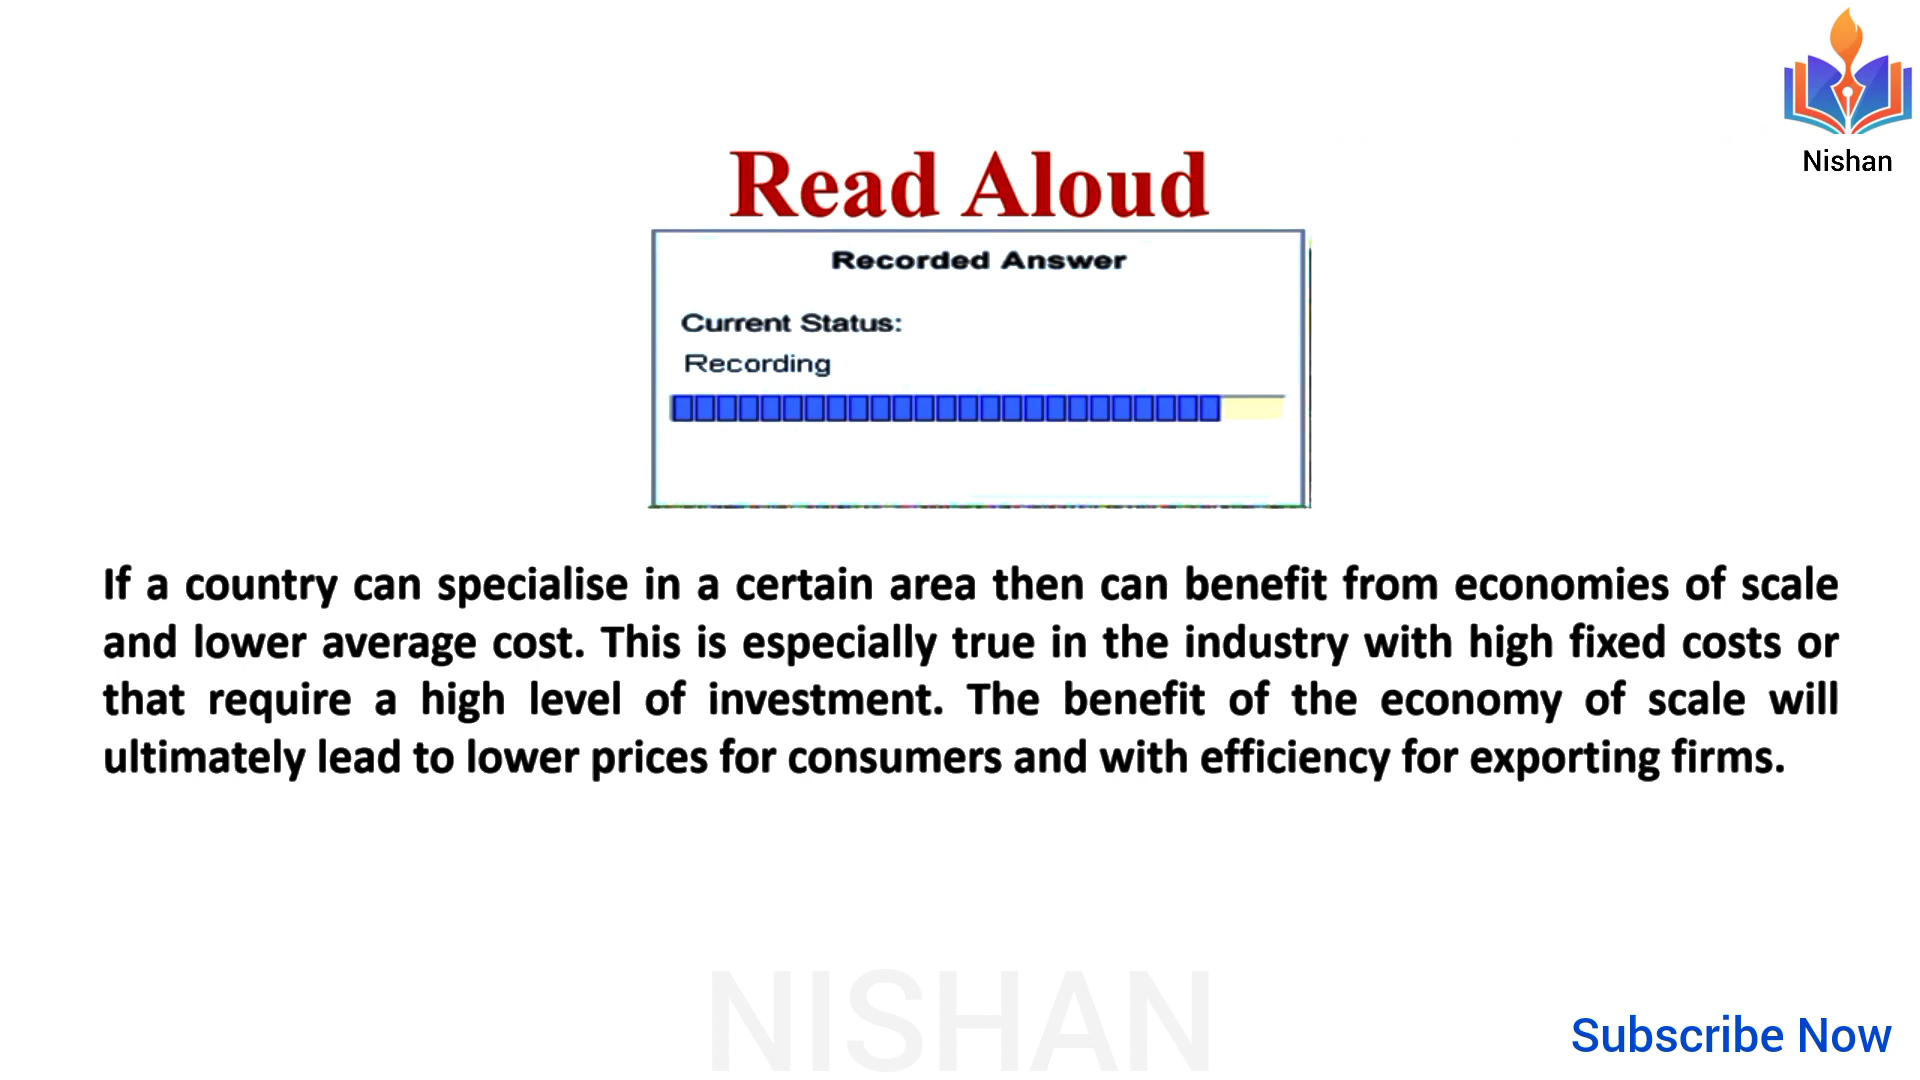 Nishan
Read Aloud
Recorded Answer
Current Status:
Recording
If a country can specialise in a certain area then can benefit from economies of scale
and lower average cost. This is especially true in the industry with high fixed costs or
that require a high level of investment. The benefit of the economy of scale will
ultimately lead to lower prices for consumers and with efficiency for exporting firms.
NISHAN
Subscribe Now